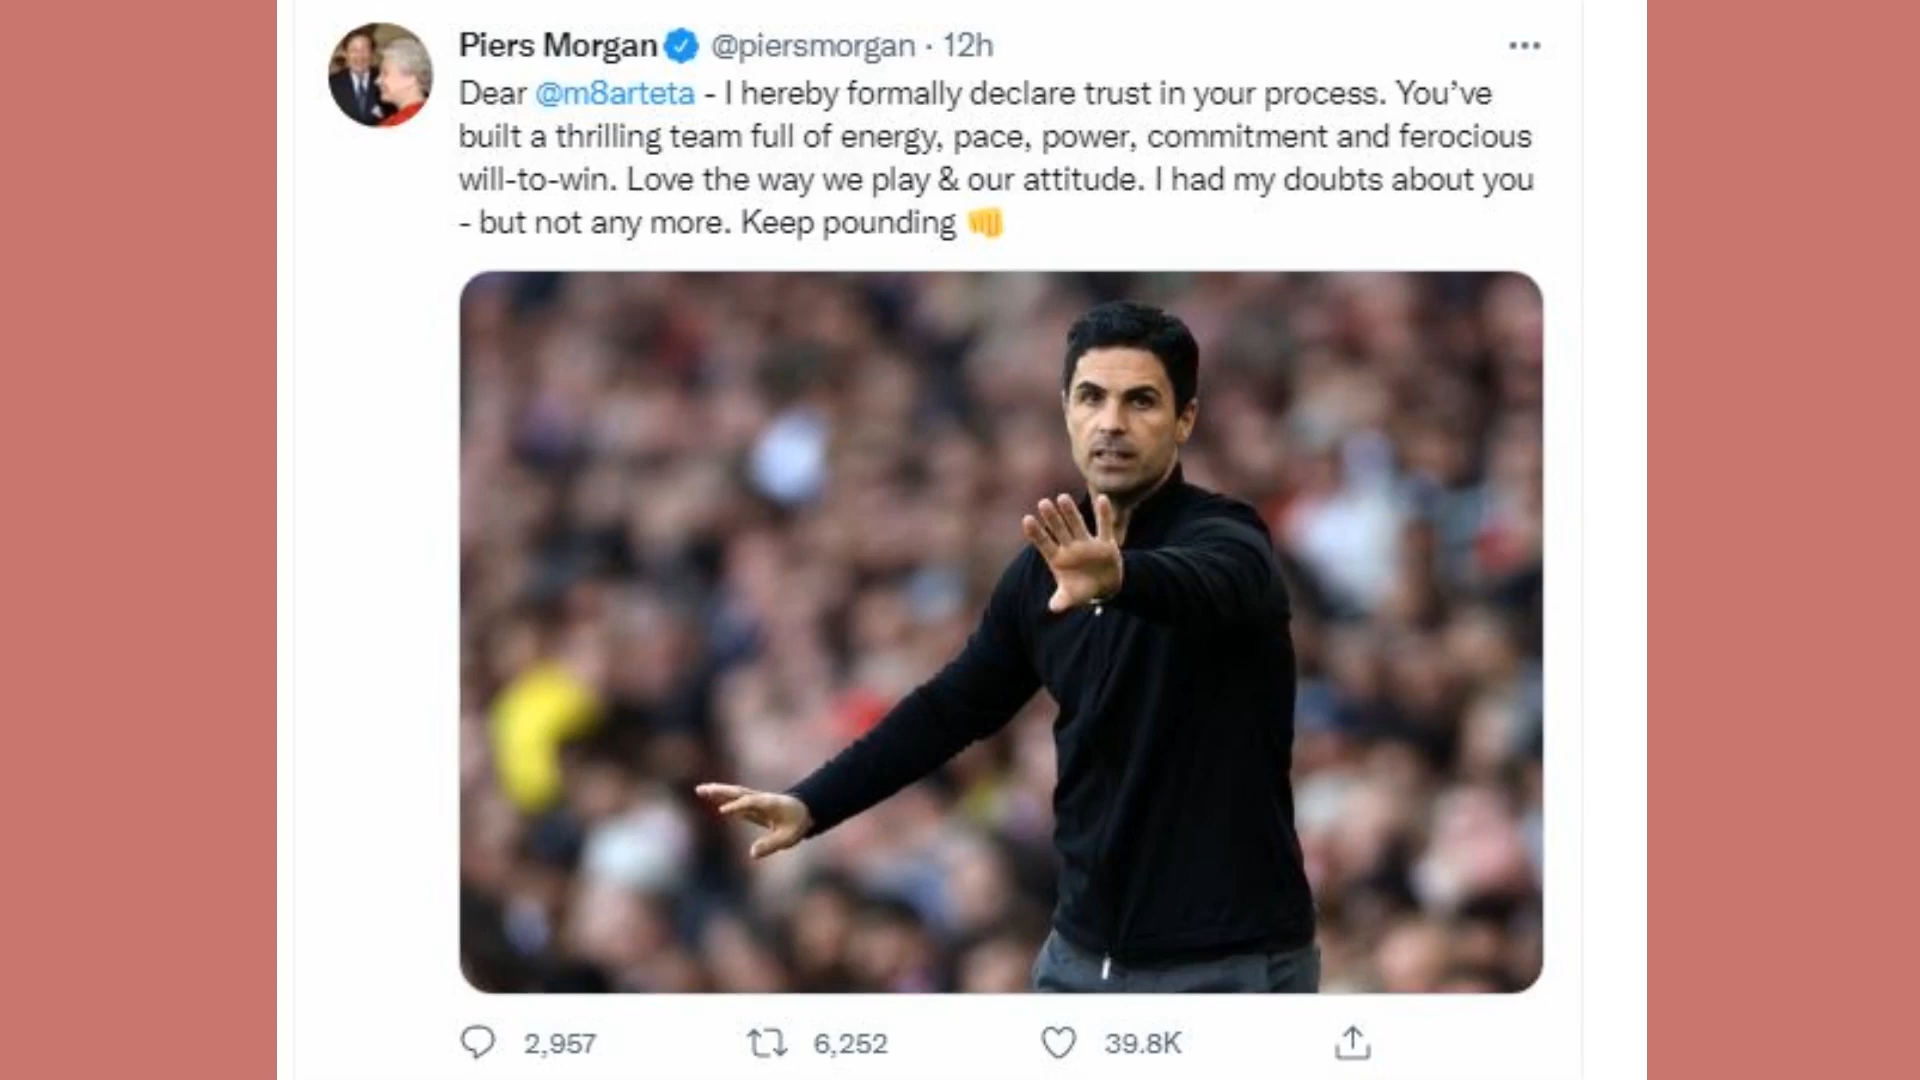 Piers Morgan @piersmorgan · 12h
Dear @m8arteta - I hereby formally declare trust in your process. You’ve
built a thrilling team full of energy, pace, power, commitment and ferocious
will-to-win. Love the way we play & our attitude. I had my doubts about you
- but not any more. Keep pounding 👊
2,957 6,252 39.8K